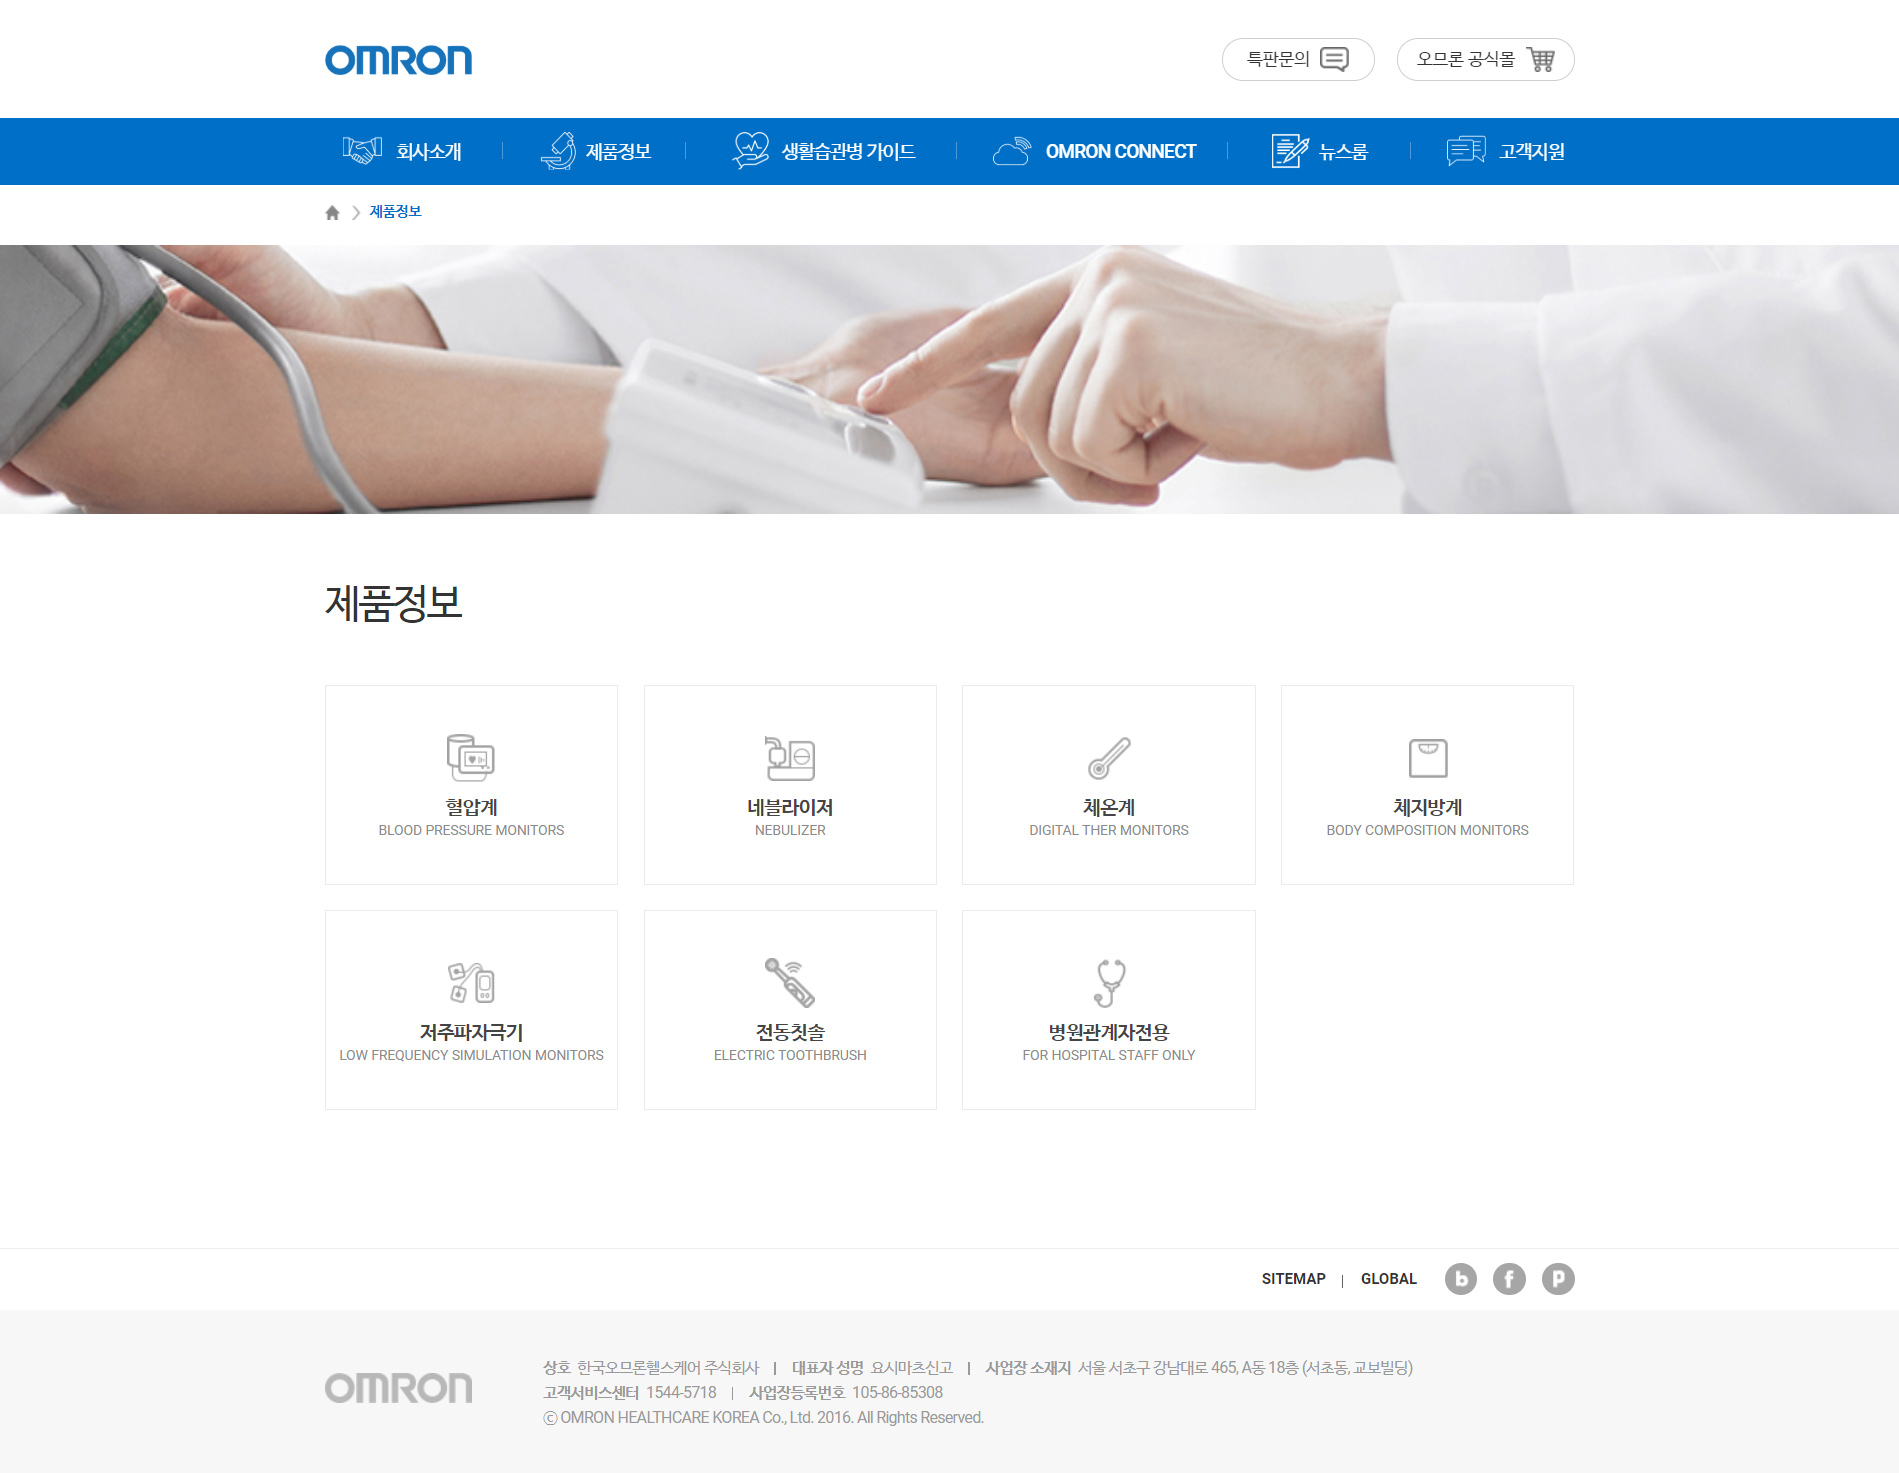 OMRON
특판문의
오므론 공식몰
회사소개
제품정보
생활습관병 가이드
OMRON CONNECT
뉴스룸
고객지원
제품정보
제품정보
혈압계
BLOOD PRESSURE MONITORS
네블라이저
NEBULIZER
체온계
DIGITAL THER MONITORS
체지방계
BODY COMPOSITION MONITORS
저주파자극기
LOW FREQUENCY SIMULATION MONITORS
전동칫솔
ELECTRIC TOOTHBRUSH
병원관계자전용
FOR HOSPITAL STAFF ONLY
SITEMAP | GLOBAL
OMRON
상호 한국오므론헬스케어 주식회사 | 대표자 성명 요시마츠신고 | 사업장 소재지 서울 서초구 강남대로 465, A동 18층 (서초동, 교보빌딩)
고객서비스센터 1544-5718 | 사업장등록번호 105-86-85308
ⓒ OMRON HEALTHCARE KOREA Co., Ltd. 2016. All Rights Reserved.